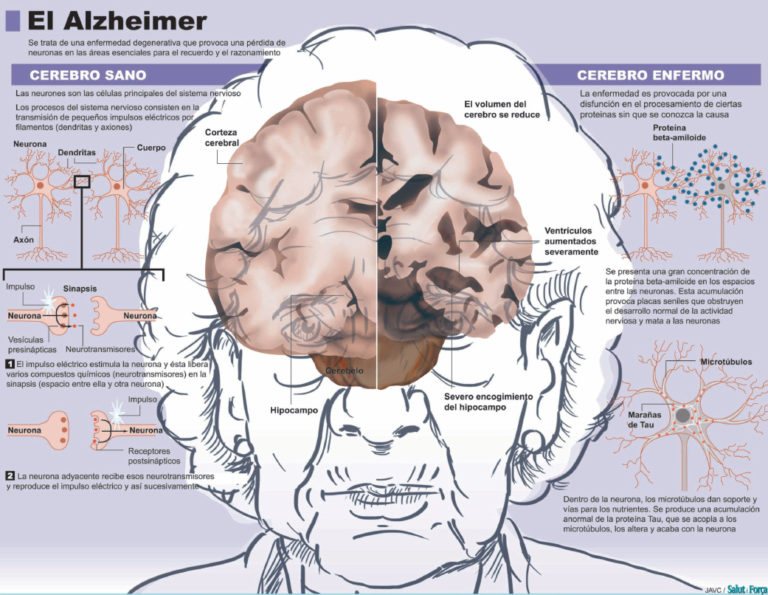 El Alzheimer
Se trata de una enfermedad degenerativa que provoca una pérdida de
neuronas en las áreas esenciales para el recuerdo y el razonamiento
CEREBRO SANO
Las neurones son las células principales del sistema nervioso
Los procesos del sistema nervioso consisten en la
transmisión de pequeños impulsos eléctricos por
filamentos (dendritas y axiones)
Neurona
Dendritas
Cuerpo
Axón
Impulso
Sinapsis
Neurona
Neurona
Vesículas
presinápticas
Neurotransmisores
1 El impulso eléctrico estimula la neurona y ésta libera
varios compuestos químicos (neurotransmisores) en la
sinapsis (espacio entre ella y otra neurona)
Impulso
Neurona
Neurona
Receptores
postsinápticos
2 La neurona adyacente recibe esos neurotransmisores
y reproduce el impulso eléctrico y así sucesivamente
Corteza
cerebral
Hipocampo
Cerebelo
El volumen del
cerebro se reduce
Ventrículos
aumentados
severamente
Severo encogimiento
del hipocampo
CEREBRO ENFERMO
La enfermedad es provocada por una
disfunción en el procesamiento de ciertas
proteinas sin que se conozca la causa
Proteína
beta-amiloide
Se presenta una gran concentración de
la proteína beta-amiloide en los espacios
entre las neuronas. Esta acumulación
provoca placas seniles que obstruyen
el desarrollo normal de la actividad
nerviosa y mata a las neuronas
Microtúbulos
Marañas
de Tau
Dentro de la neurona, los microtúbulos dan soporte y
vías para los nutrientes. Se produce una acumulación
anormal de la proteína Tau, que se acopla a los
microtúbulos, los altera y acaba con la neurona
JAVC / Salut i Força